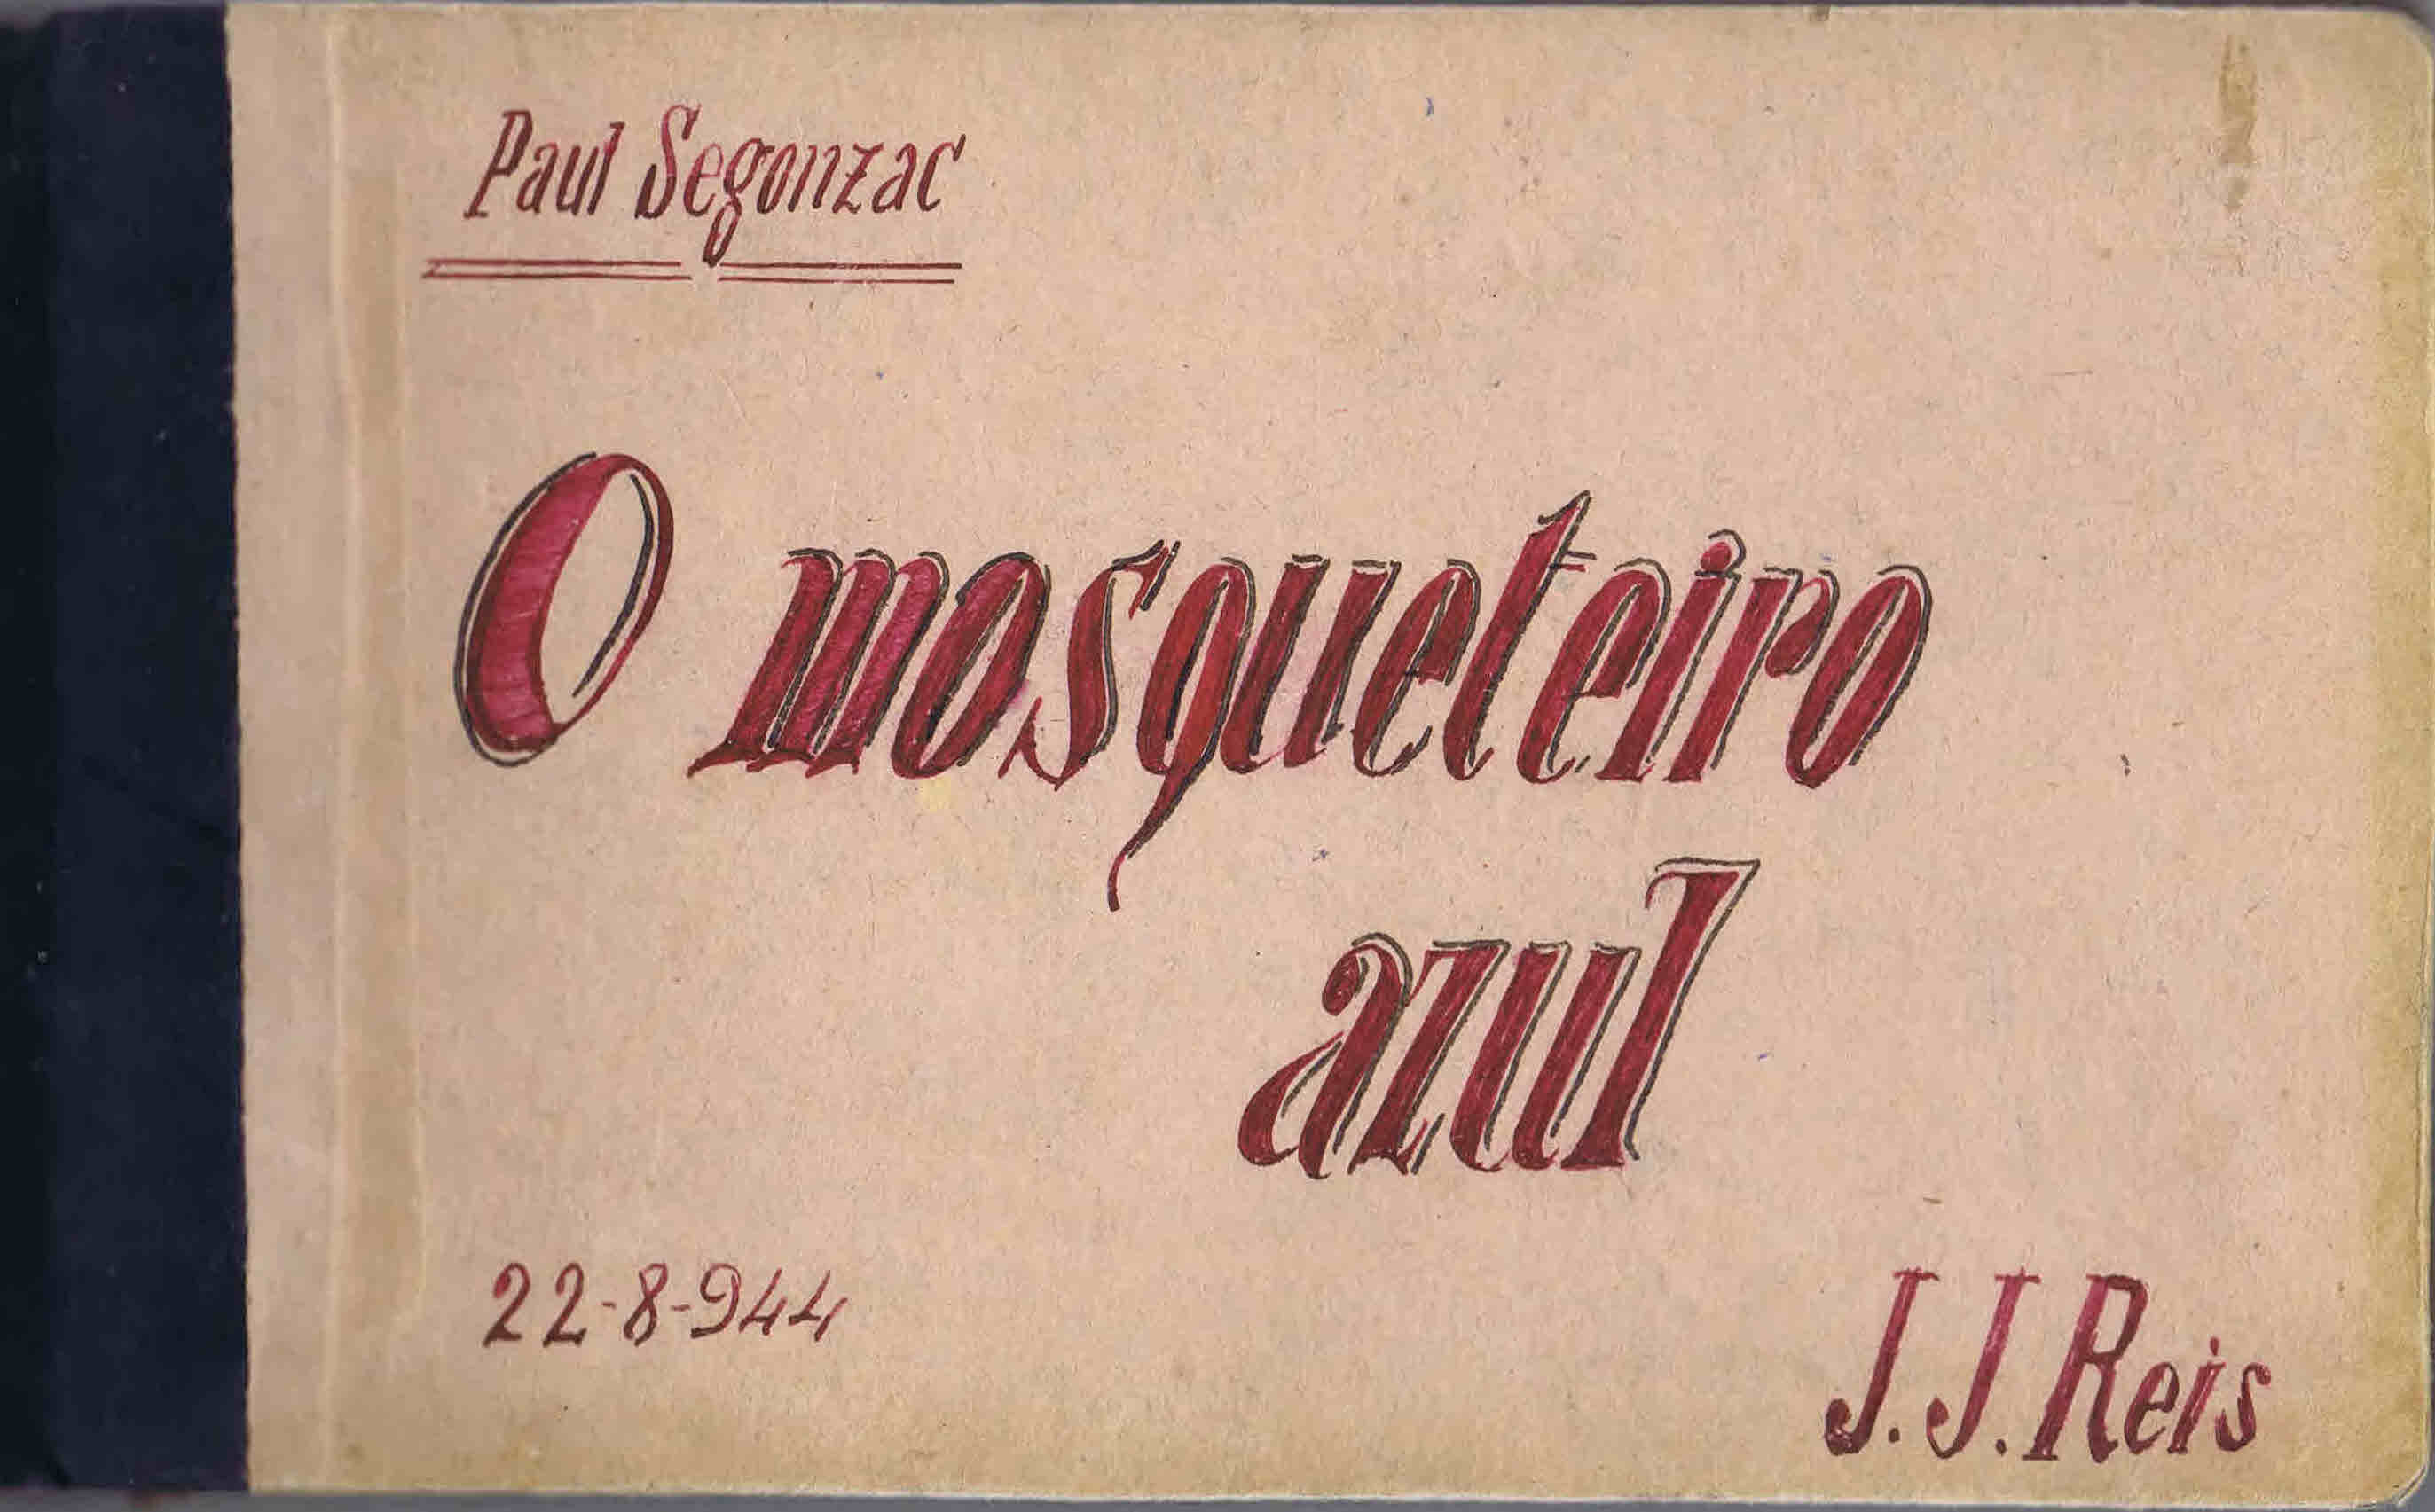 Paul Segonzac
O mosqueteiro
azul
22-8-944
J. J. Reis